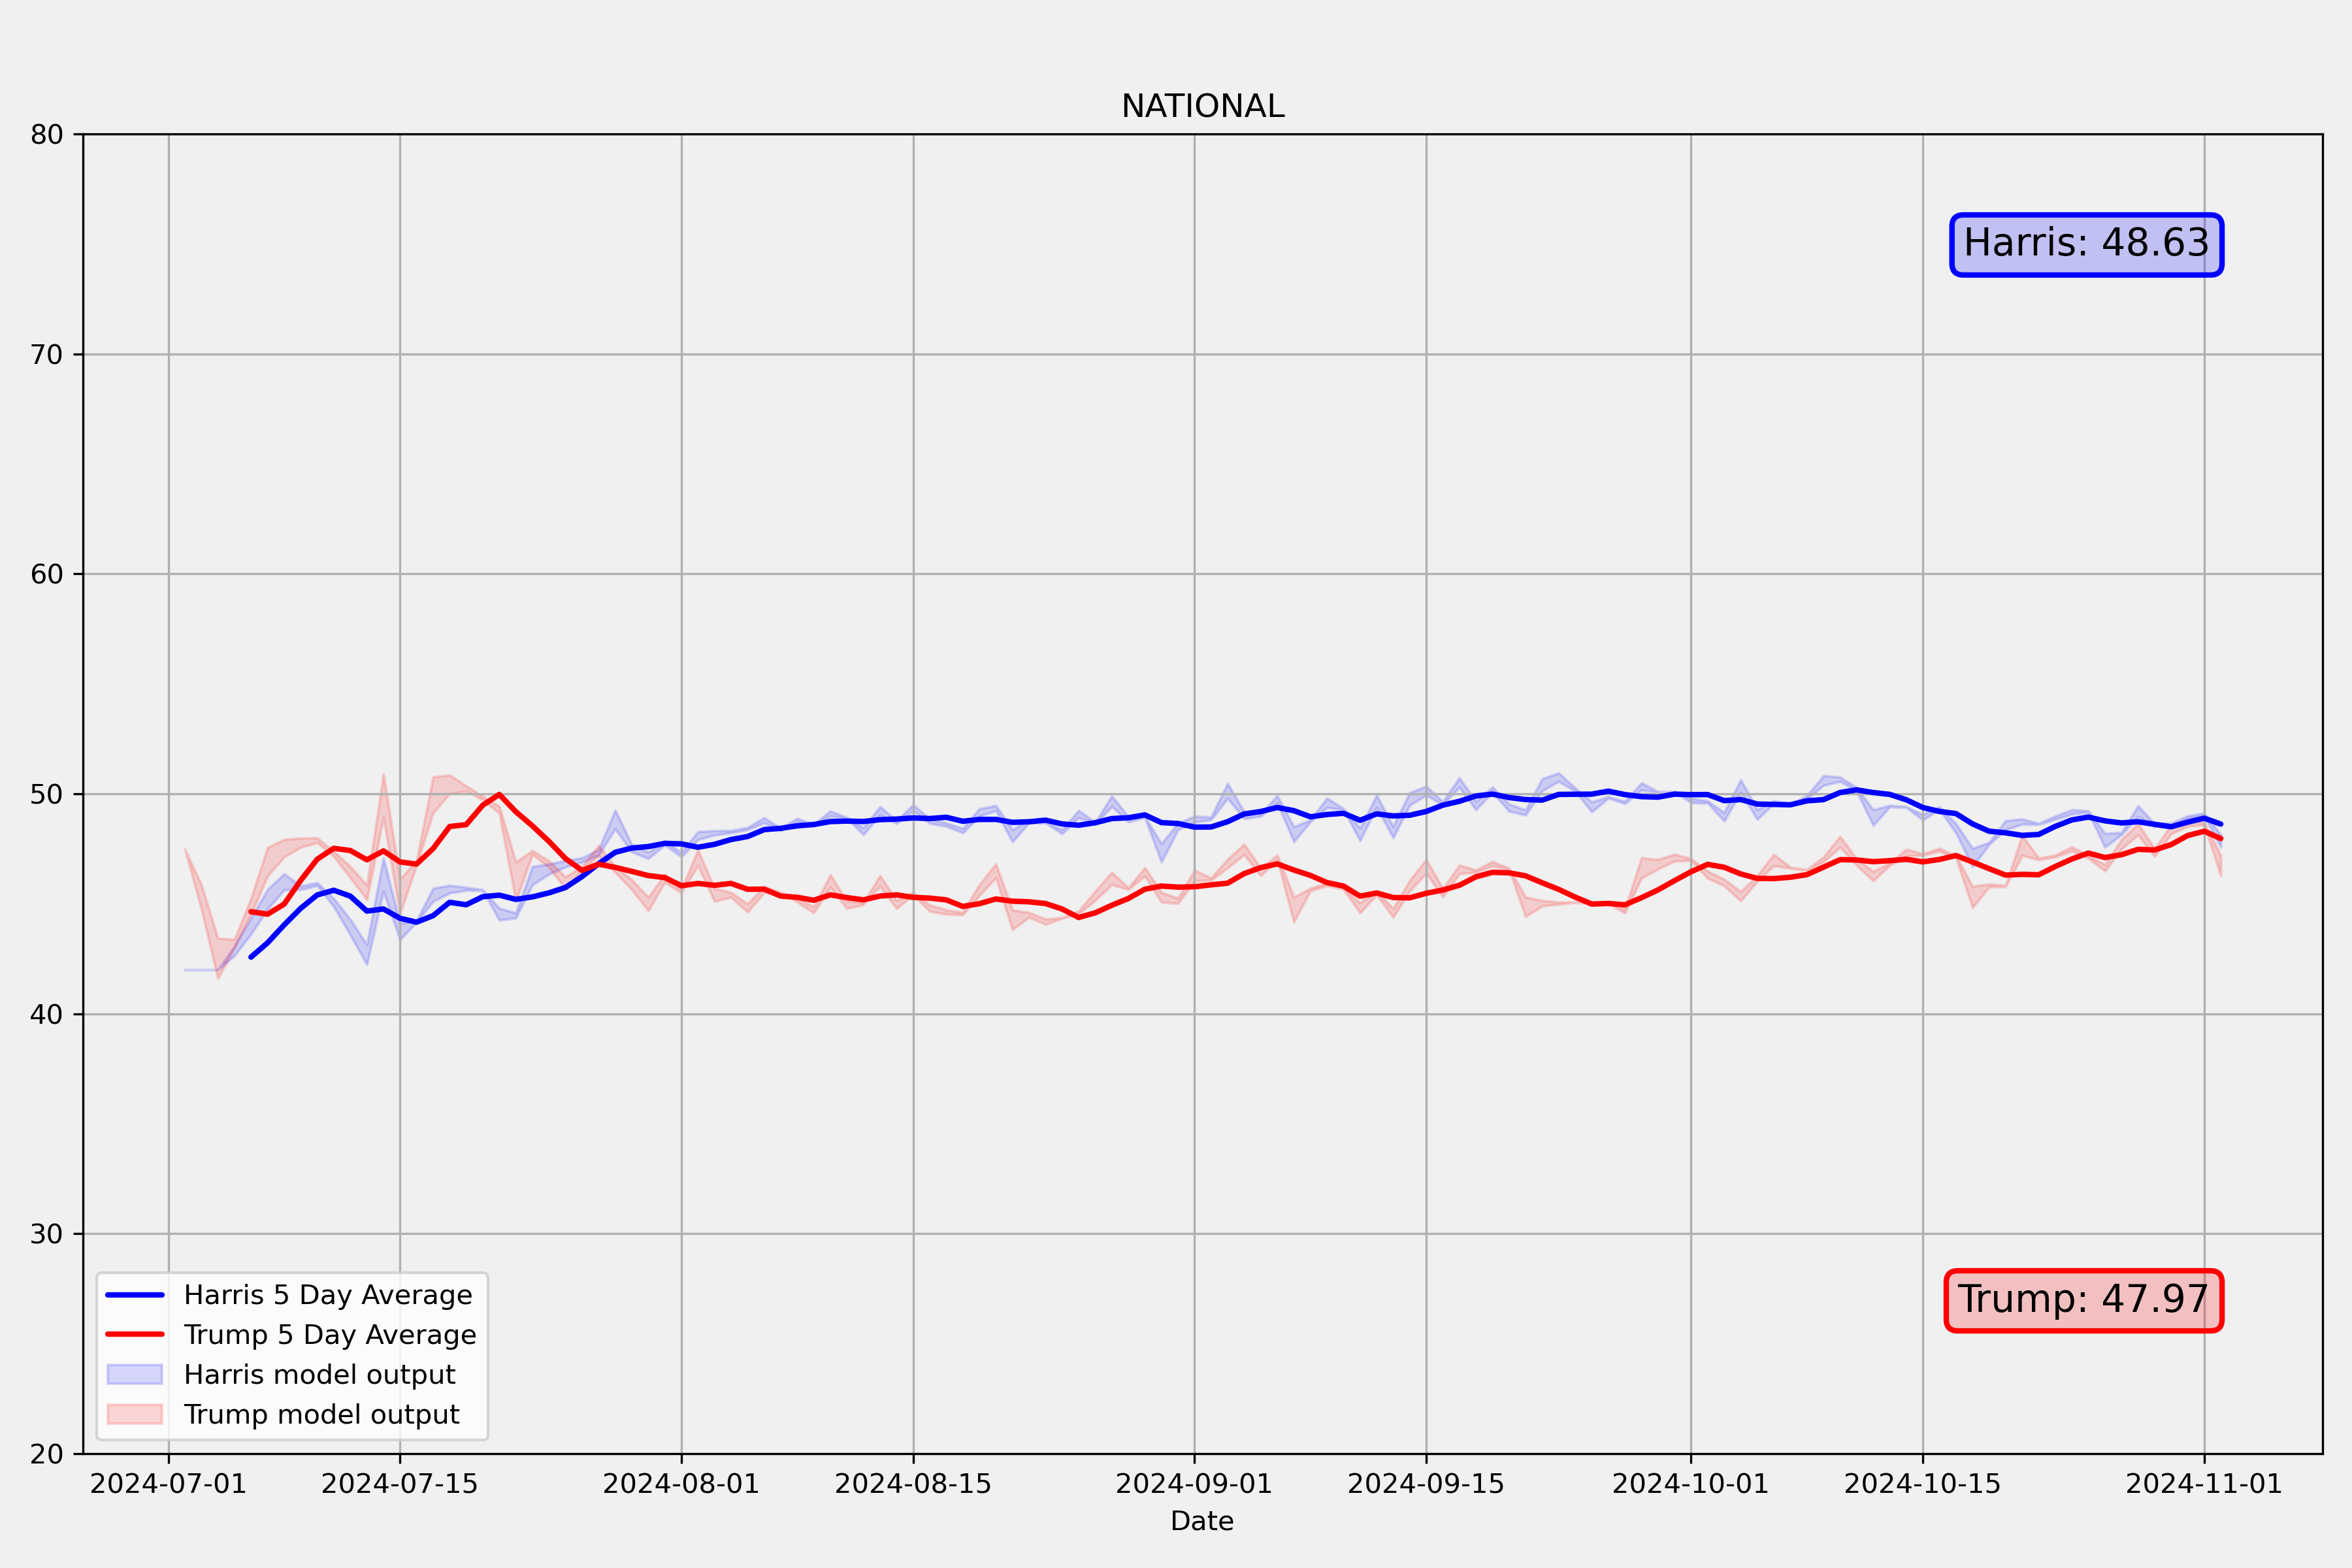 NATIONAL
80
70
60
50
40
30
20
Harris: 48.63
Trump: 47.97
Harris 5 Day Average
Trump 5 Day Average
Harris model output
Trump model output
2024-07-01 2024-07-15 2024-08-01 2024-08-15 2024-09-01 2024-09-15 2024-10-01 2024-10-15 2024-11-01
Date